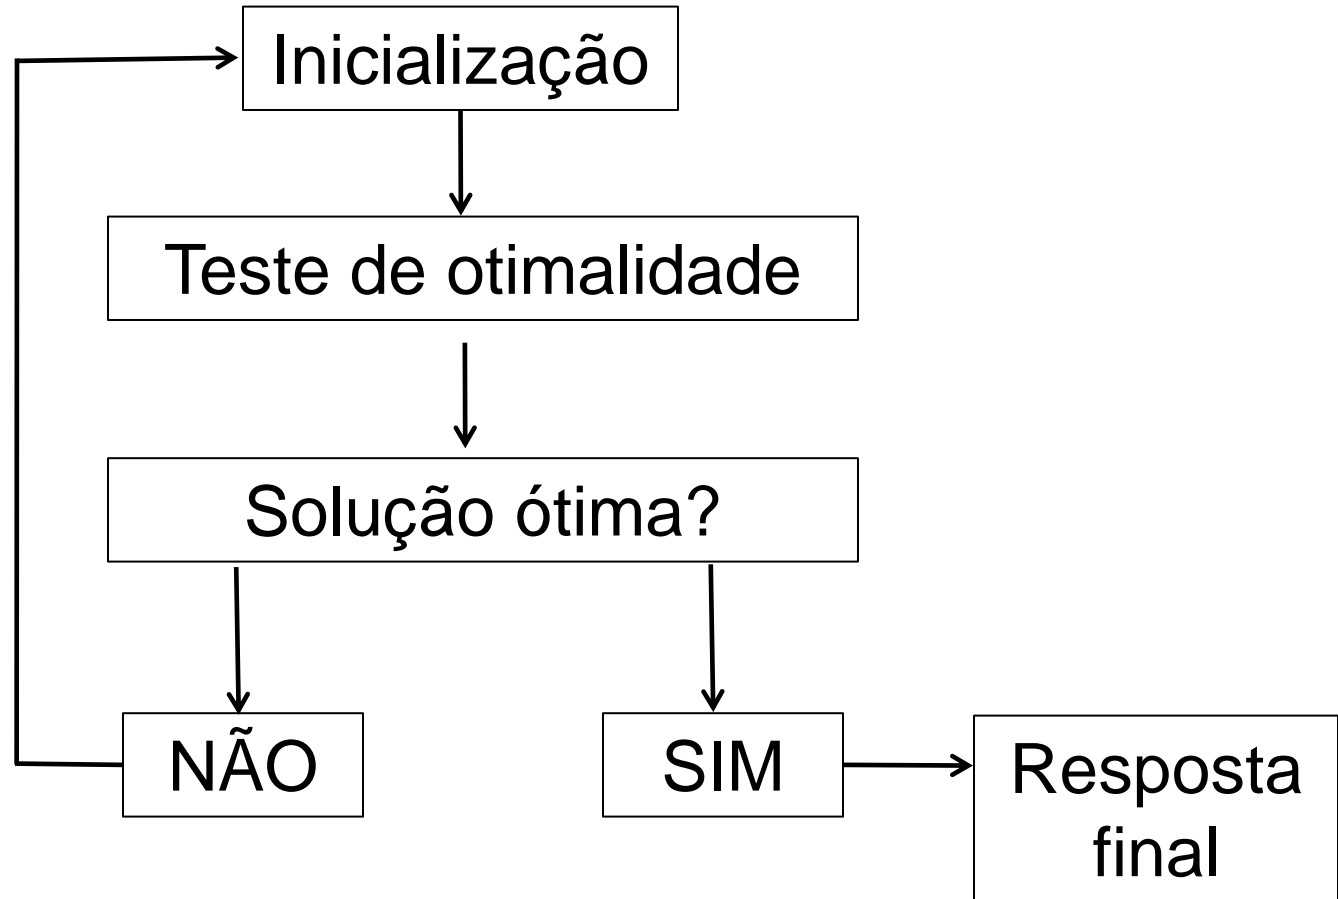 Inicialização
Teste de otimalidade
Solução ótima?
NÃO
SIM
Resposta
final